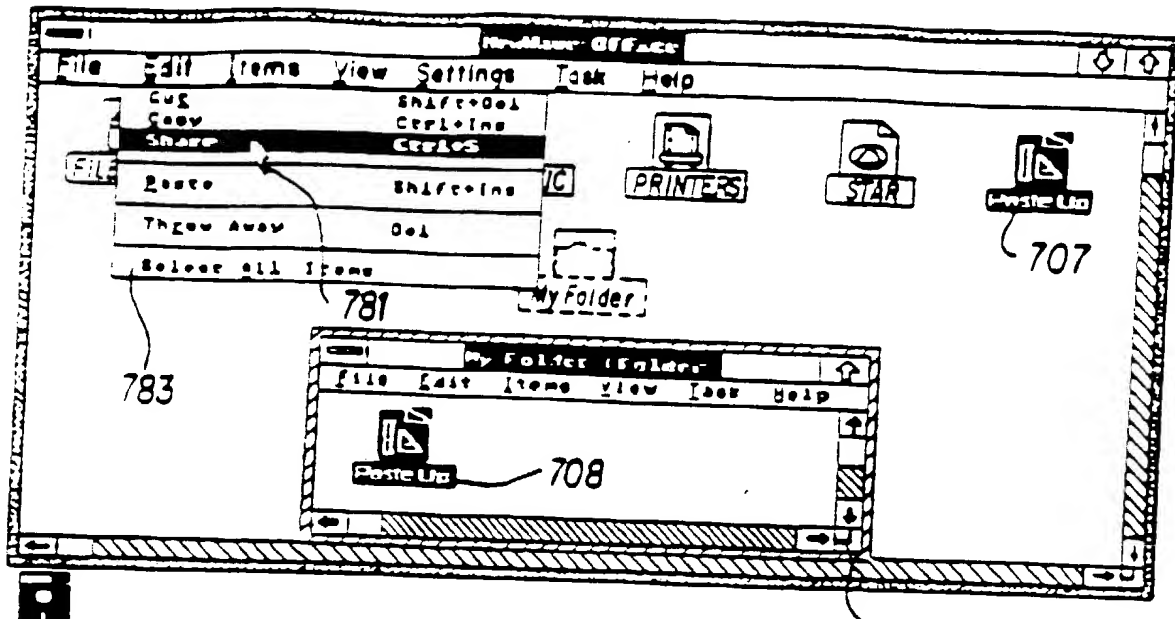 NewWave Office
File Edit Items View Settings Task Help
Cut Shift+Del
Copy Ctrl+Ins
Share Ctrl+S
Paste Shift+Ins
Throw Away Del
Select All Items
PRINTERS
STAR
Paste Up
707
My Folder
781
783
My Folder (Folder
File Edit Items View Task Help
Paste Up
708